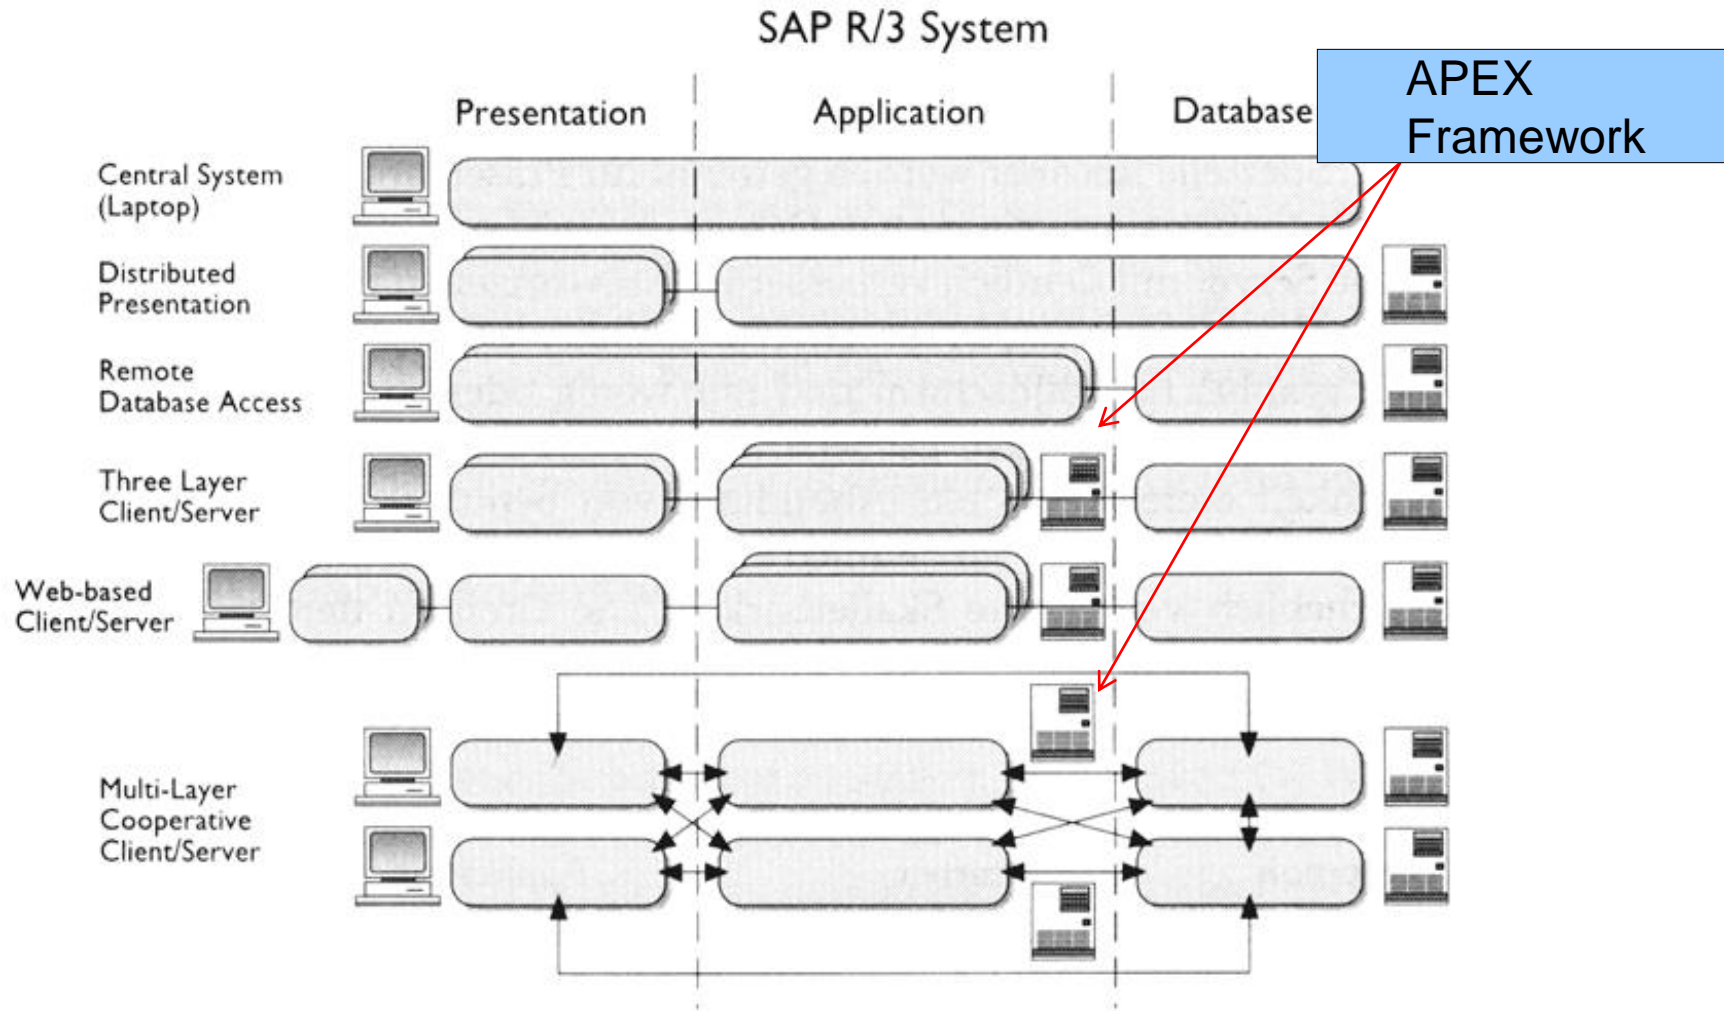 SAP R/3 System
APEX
Framework
Presentation
Application
Database
Central System
(Laptop)
Distributed
Presentation
Remote
Database Access
Three Layer
Client/Server
Web-based
Client/Server
Multi-Layer
Cooperative
Client/Server